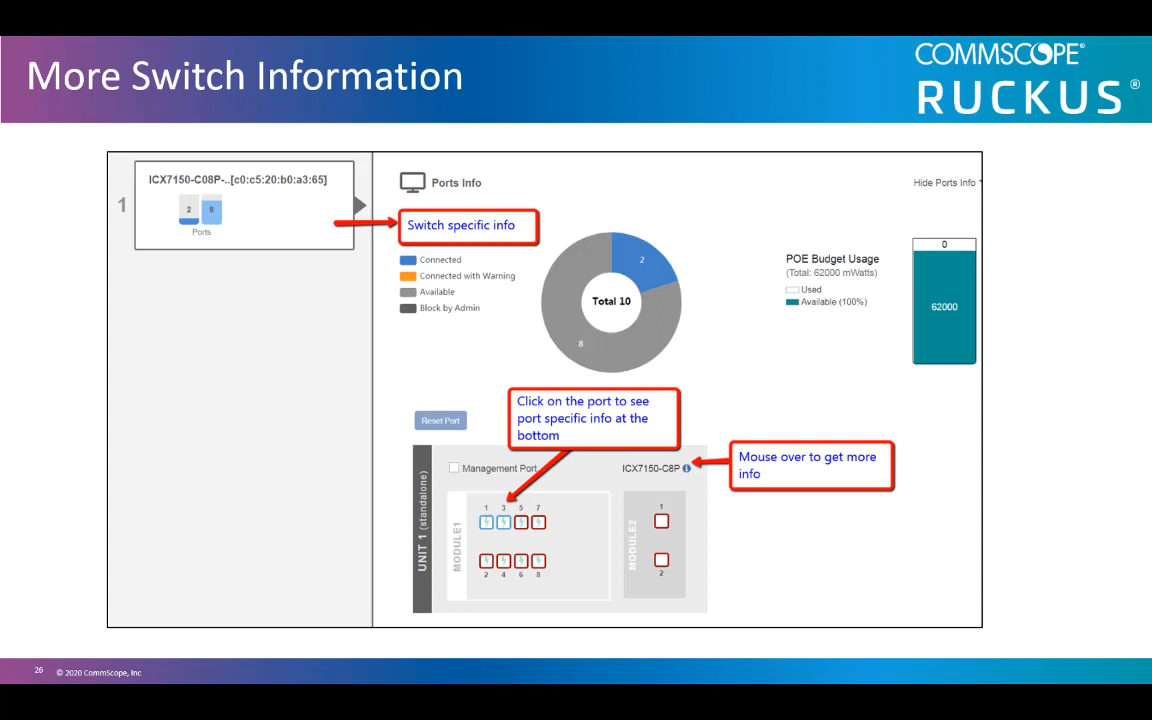 More Switch Information
COMMSCOPE®
RUCKUS®
1
ICX7150-C08P-..[c0:c5:20:b0:a3:65]
2 8
Ports
Ports Info
Hide Ports Info
Switch specific info
Connected
Connected with Warning
Available
Block by Admin
2
Total 10
8
POE Budget Usage
(Total: 62000 mWatts)
Used
Available (100%)
0
62000
Click on the port to see
port specific info at the
bottom
Reset Port
Mouse over to get more
info
UNIT 1 (standalone)
Management Port
ICX7150-C8P
MODULE1
1 3 5 7
2 4 6 8
MODULE2
1
2
26 © 2020 CommScope, Inc